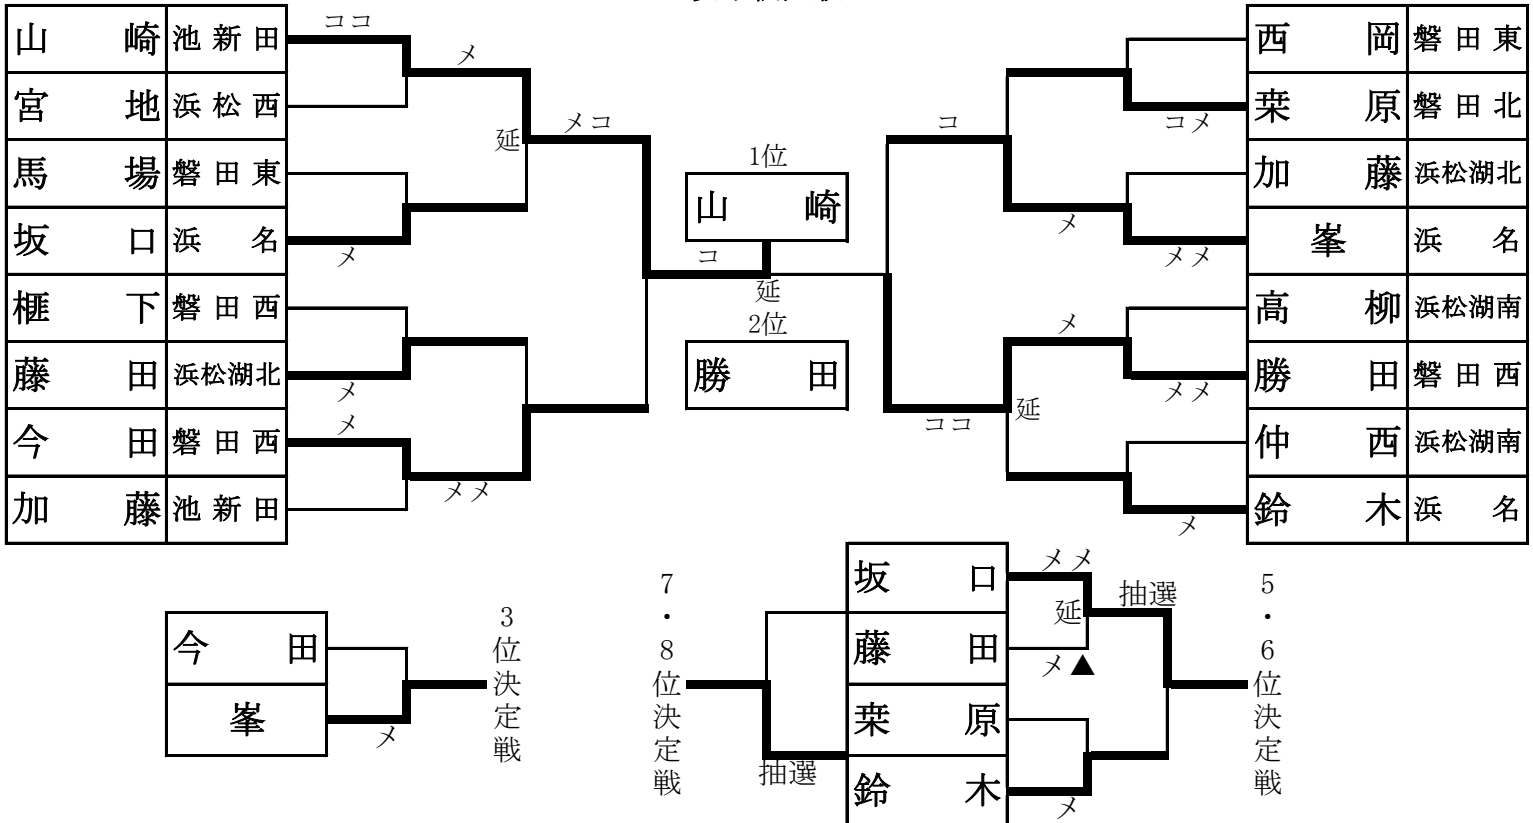 山崎 池新田
宮地 浜松西
馬場 磐田東
坂口 浜名
榧下 磐田西
藤田 浜松湖北
今田 磐田西
加藤 池新田
ココ
メ
延
メコ
メ
メ
メ
メメ
コ
延
1位
山崎
2位
勝田
西岡 磐田東
栞原 磐田北
加藤 浜松湖北
峯 浜名
高柳 浜松湖南
勝田 磐田西
仲西 浜松湖南
鈴木 浜名
コ
コメ
メ
メメ
メ
メメ
延
ココ
メ
今田
峯
メ
3位決定戦
7・8位決定戦
抽選
坂口
藤田
栞原
鈴木
メメ
延
メ▲
抽選
メ
5・6位決定戦